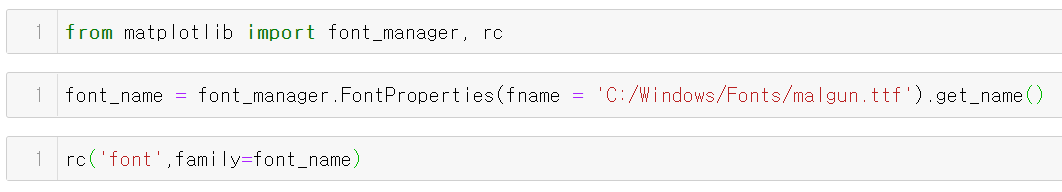 1 from matplotlib import font_manager, rc
1 font_name = font_manager.FontProperties(fname = 'C:/Windows/Fonts/malgun.ttf').get_name()
1 rc('font',family=font_name)